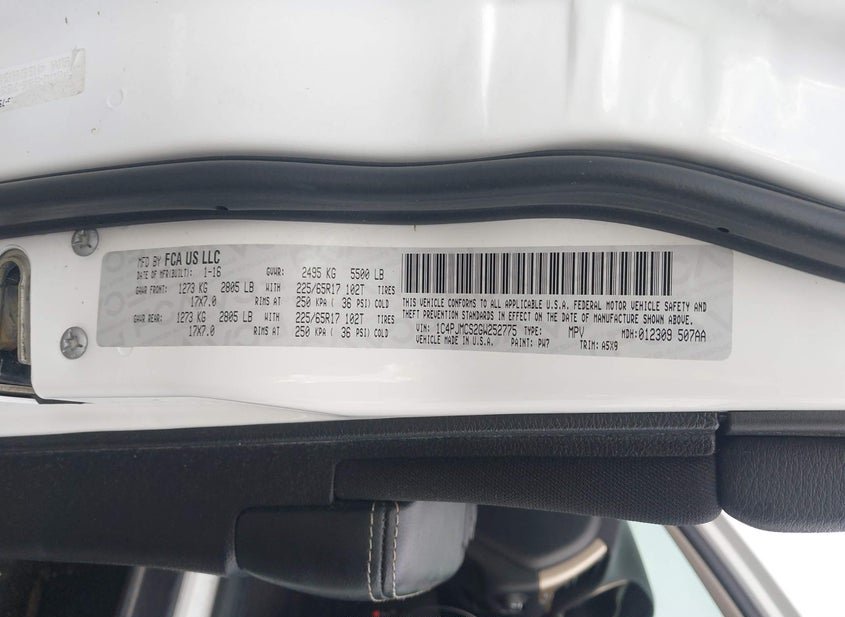 MFD BY FCA US LLC
DATE OF MFR(BUILT): 1-16 GVWR: 2495 KG 5500 LB
GAWR FRONT: 1273 KG 2805 LB WITH 225/65R17 102T TIRES
17X7.0 RIMS AT 250 KPA ( 36 PSI) COLD
GAWR REAR: 1273 KG 2805 LB WITH 225/65R17 102T TIRES
17X7.0 RIMS AT 250 KPA ( 36 PSI) COLD
THIS VEHICLE CONFORMS TO ALL APPLICABLE U.S.A. FEDERAL MOTOR VEHICLE SAFETY AND
THEFT PREVENTION STANDARDS IN EFFECT ON THE DATE OF MANUFACTURE SHOWN ABOVE.
VIN: 1C4PJMCS2GW252775 TYPE: MPV MDH:012309 507AA
VEHICLE MADE IN U.S.A. PAINT: PW7 TRIM: A5X9